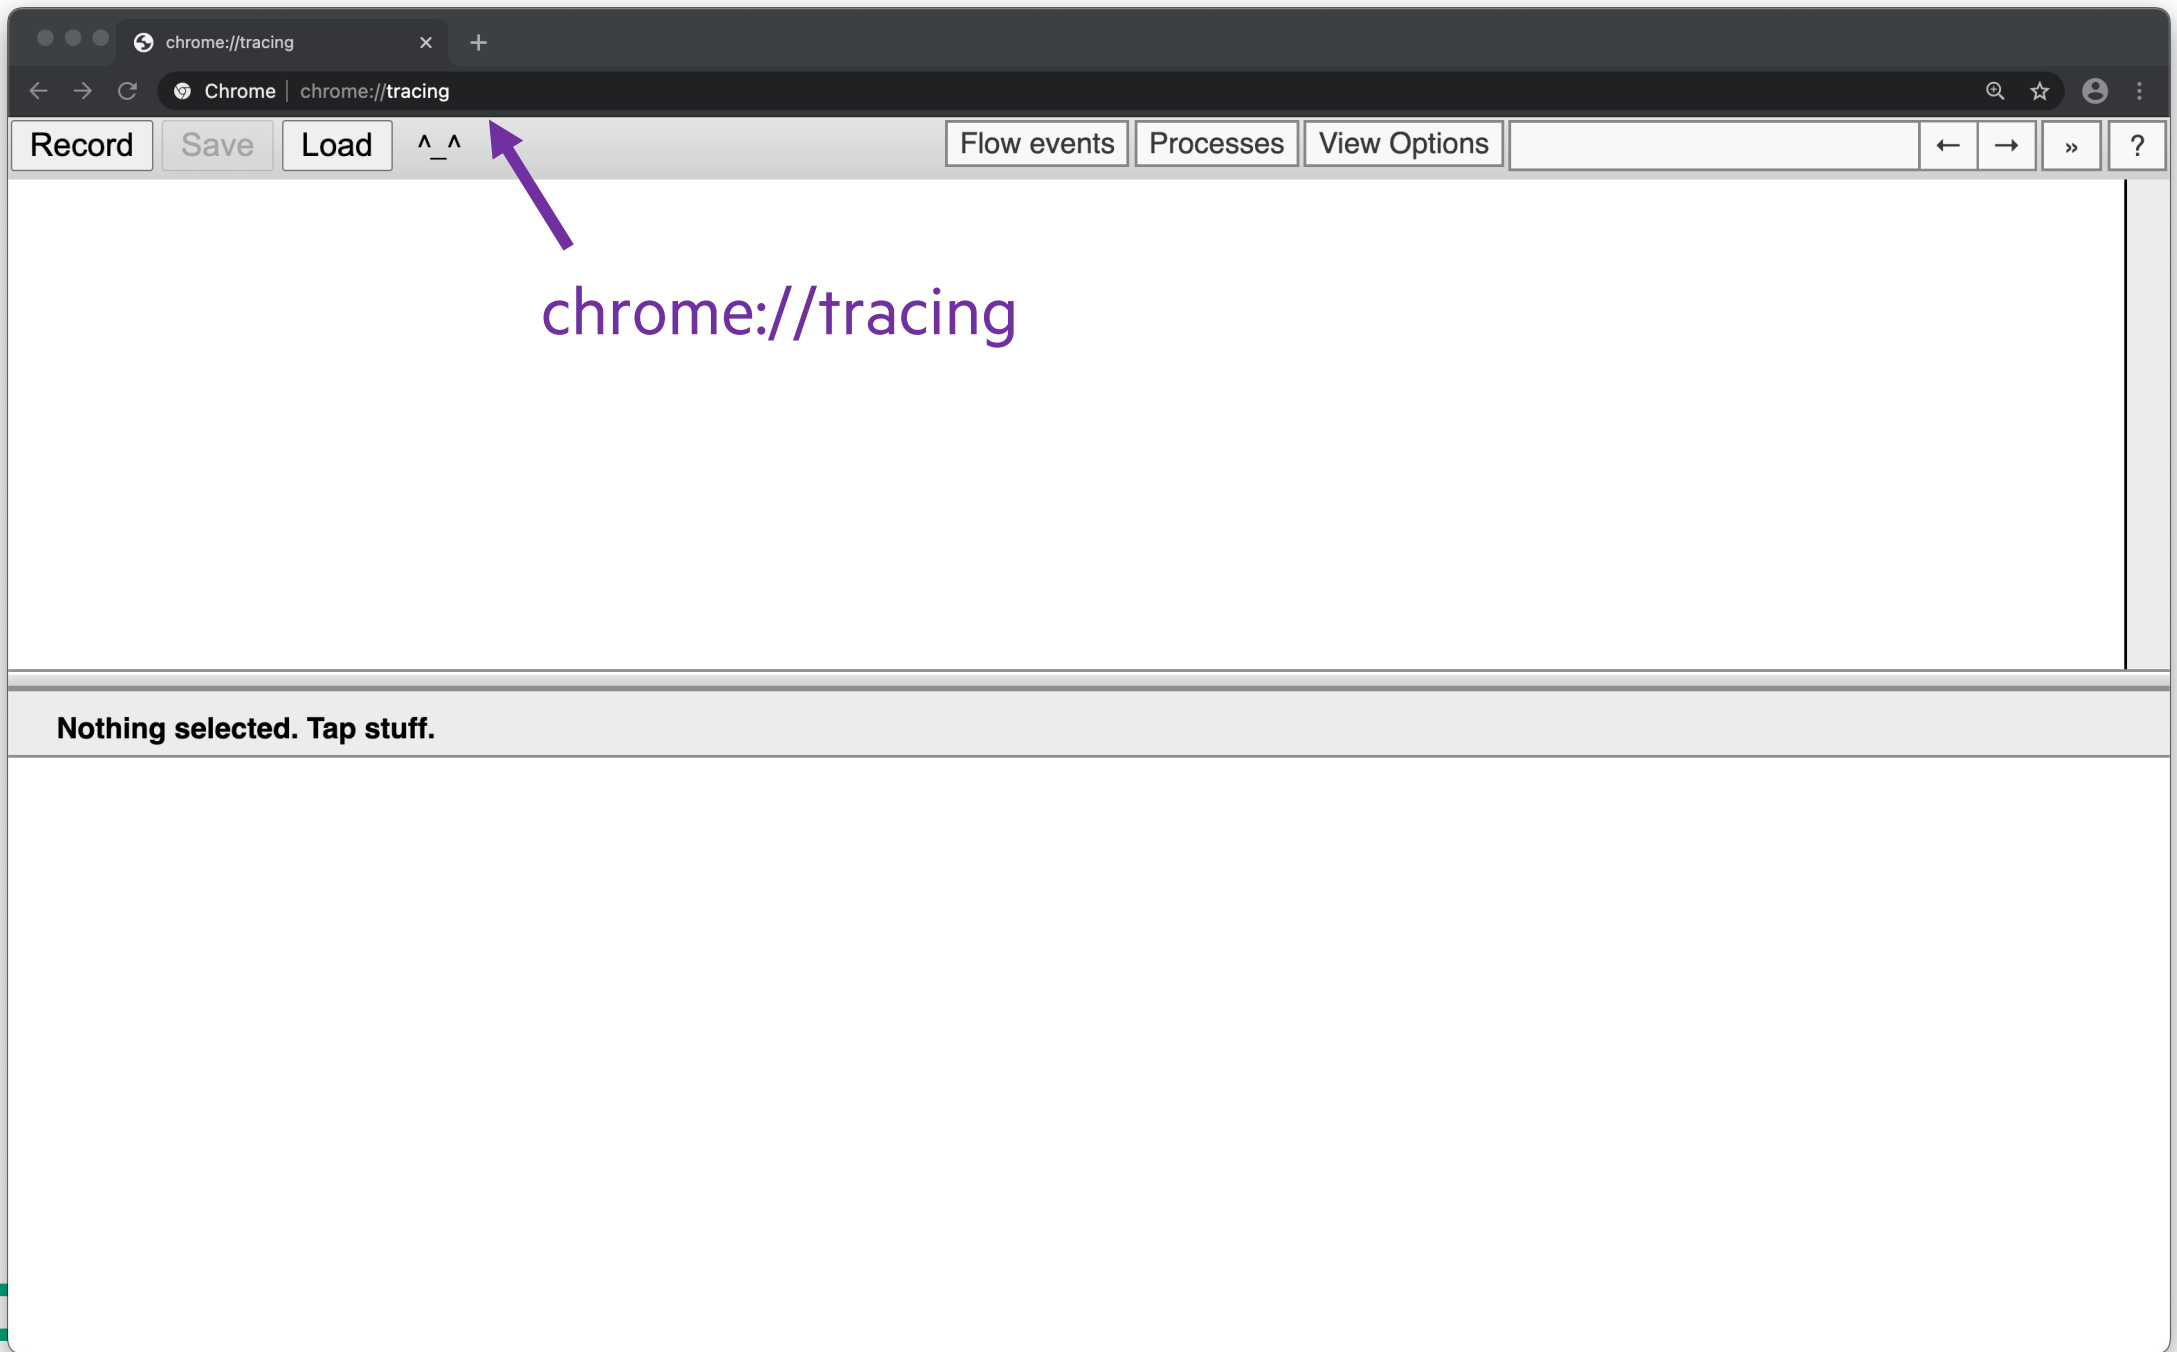 chrome://tracing
Chrome | chrome://tracing
Record Save Load ^_^ Flow events Processes View Options ← → » ?
chrome://tracing
Nothing selected. Tap stuff.